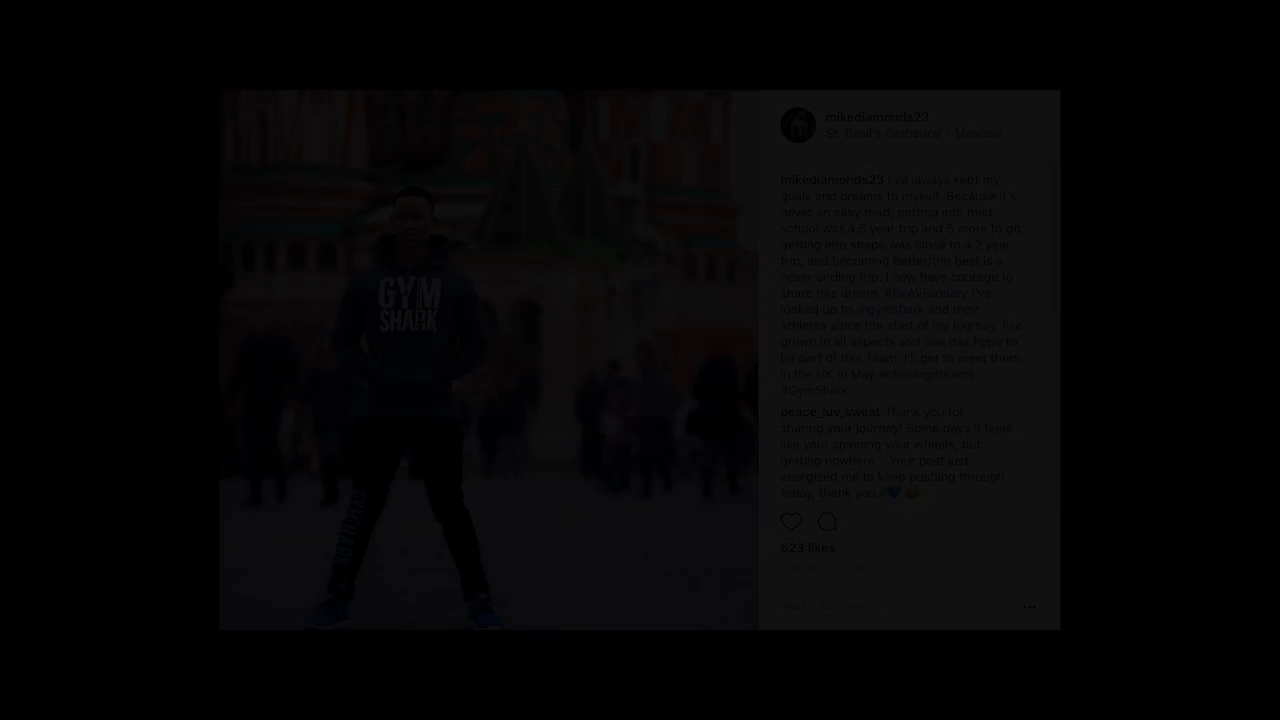 GYM
SHARK
mikediamonds23
St. Basil's Cathedral - Moscow
mikediamonds23 I've always kept my
goals and dreams to myself. Because it's
never an easy road, getting into med
school was a 6 year trip and 5 more to go,
getting into shape was close to a 2 year
trip, and becoming better/the best is a
never ending trip. I now have courage to
share this dream. #BeAvisionary I've
looked up to @gymshark and their
athletes since the start of my journey. I've
grown in all aspects and one day hope to
be part of this Team. I'll get to meet them
in the UK in May #chasingdreams
#GymShark
peace_luv_sweat Thank you for
sharing your journey! Some days it feels
like your spinning your wheels, but
getting nowhere... Your post just
energized me to keep pushing through
today, thank you
623 likes
Add a comment...